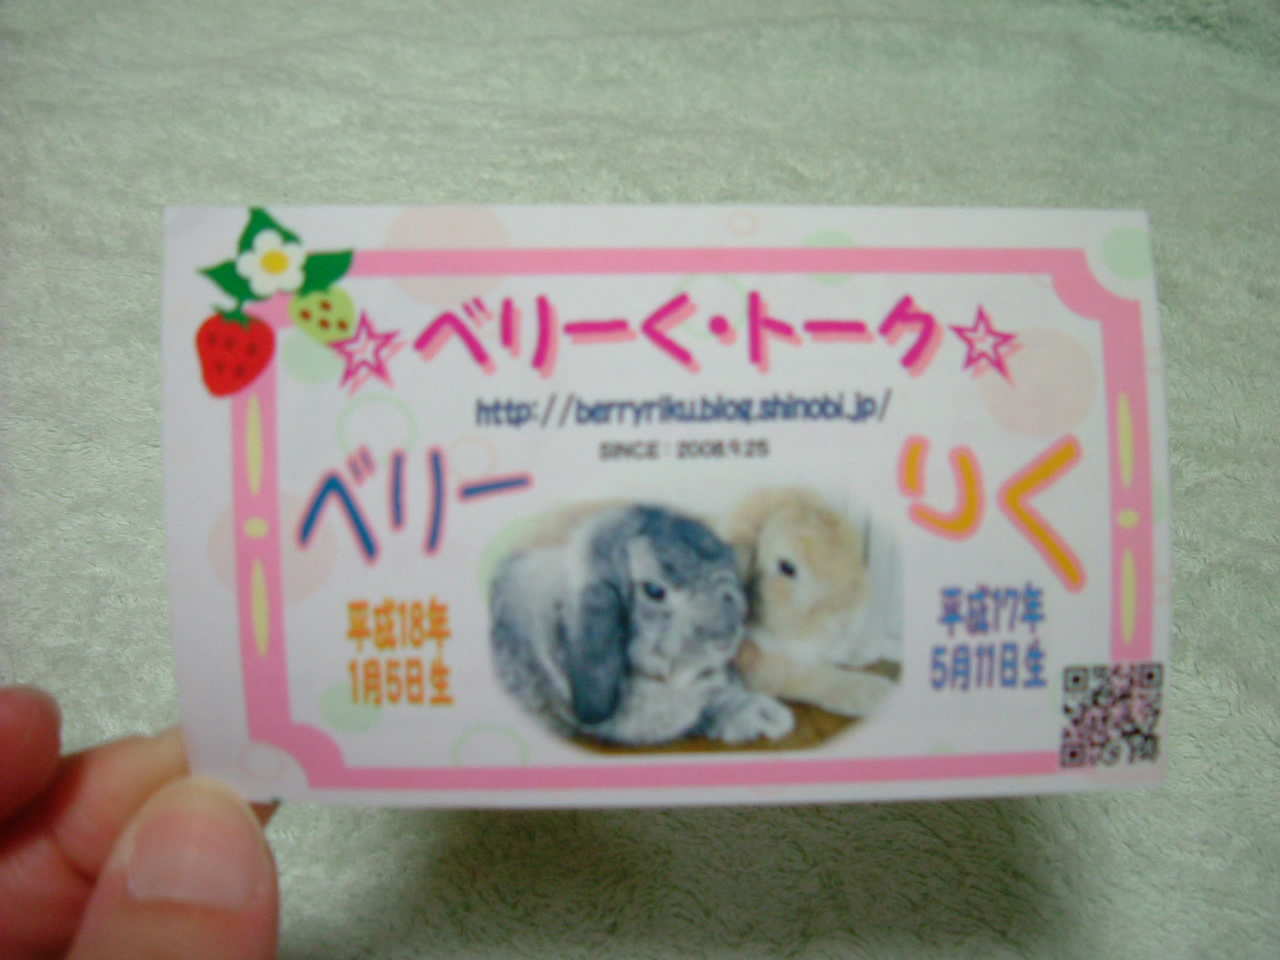 ☆ベリーく・トーク☆
http://berryriku.blog.shinobi.jp/
SINCE：2008.9.25
ベリー
平成18年
1月5日生
りく
平成17年
5月11日生